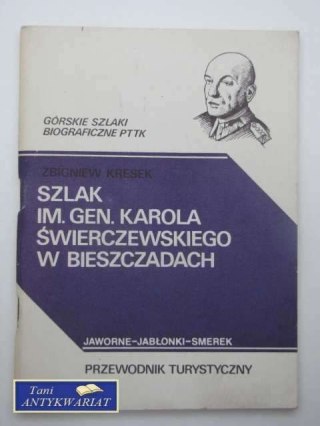 GÓRSKIE SZLAKI
BIOGRAFICZNE PTTK
ZBIGNIEW KRESEK
SZLAK
IM. GEN. KAROLA
ŚWIERCZEWSKIEGO
W BIESZCZADACH
JAWORNE-JABŁONKI-SMEREK
PRZEWODNIK TURYSTYCZNY
Tani
ANTYKWARIAT